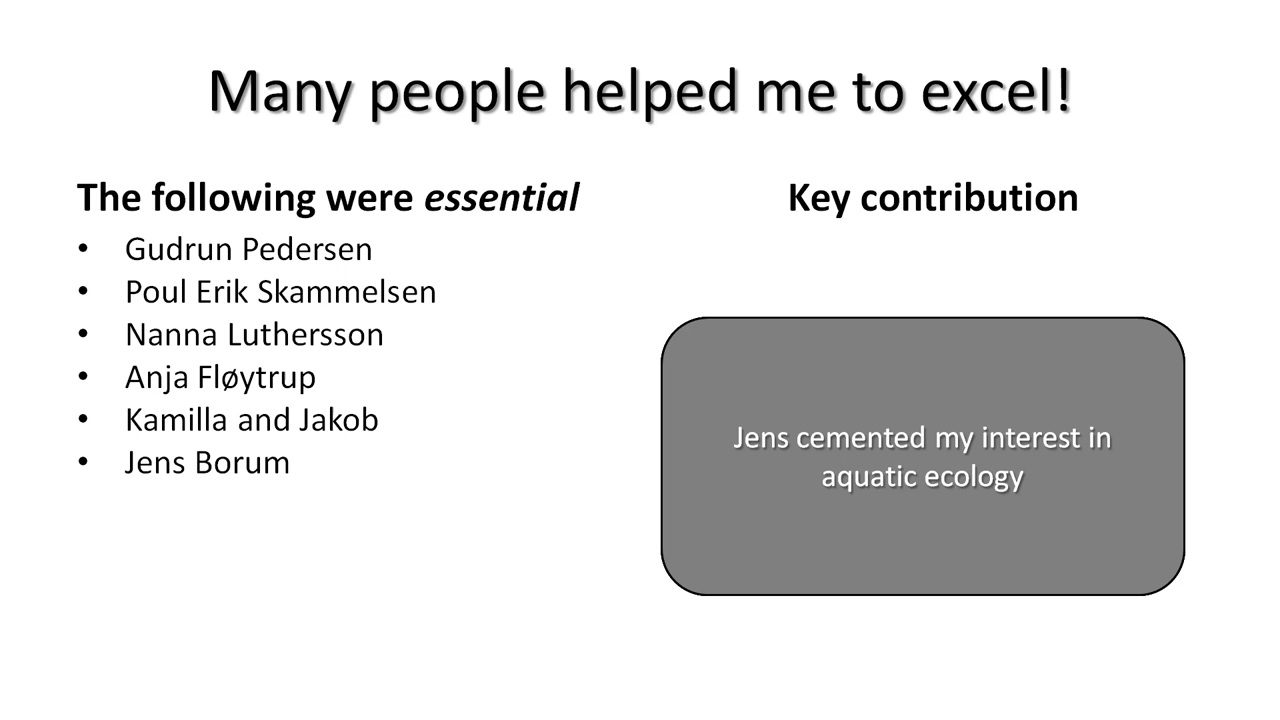 Many people helped me to excel!
The following were essential
• Gudrun Pedersen
• Poul Erik Skammelsen
• Nanna Luthersson
• Anja Fløytrup
• Kamilla and Jakob
• Jens Borum
Key contribution
Jens cemented my interest in
aquatic ecology